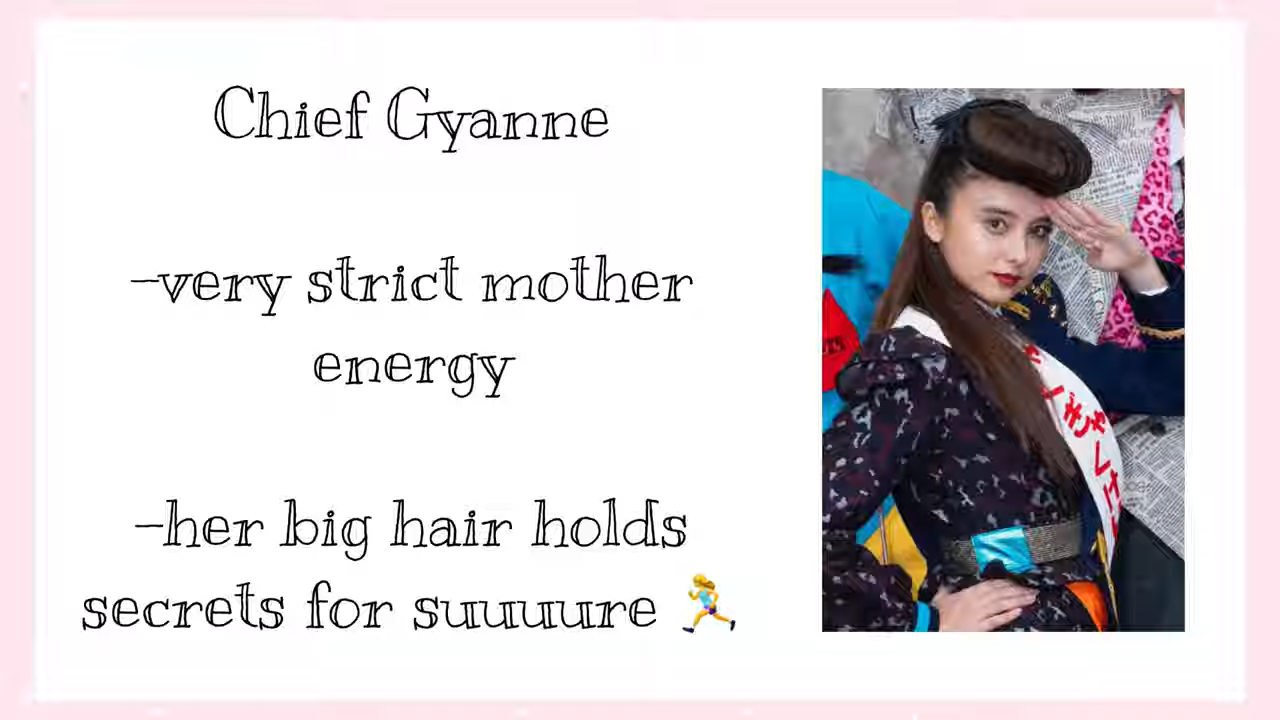 Chief Gyanne
-very strict mother
energy
-her big hair holds
secrets for suuuure 🏃‍♀️